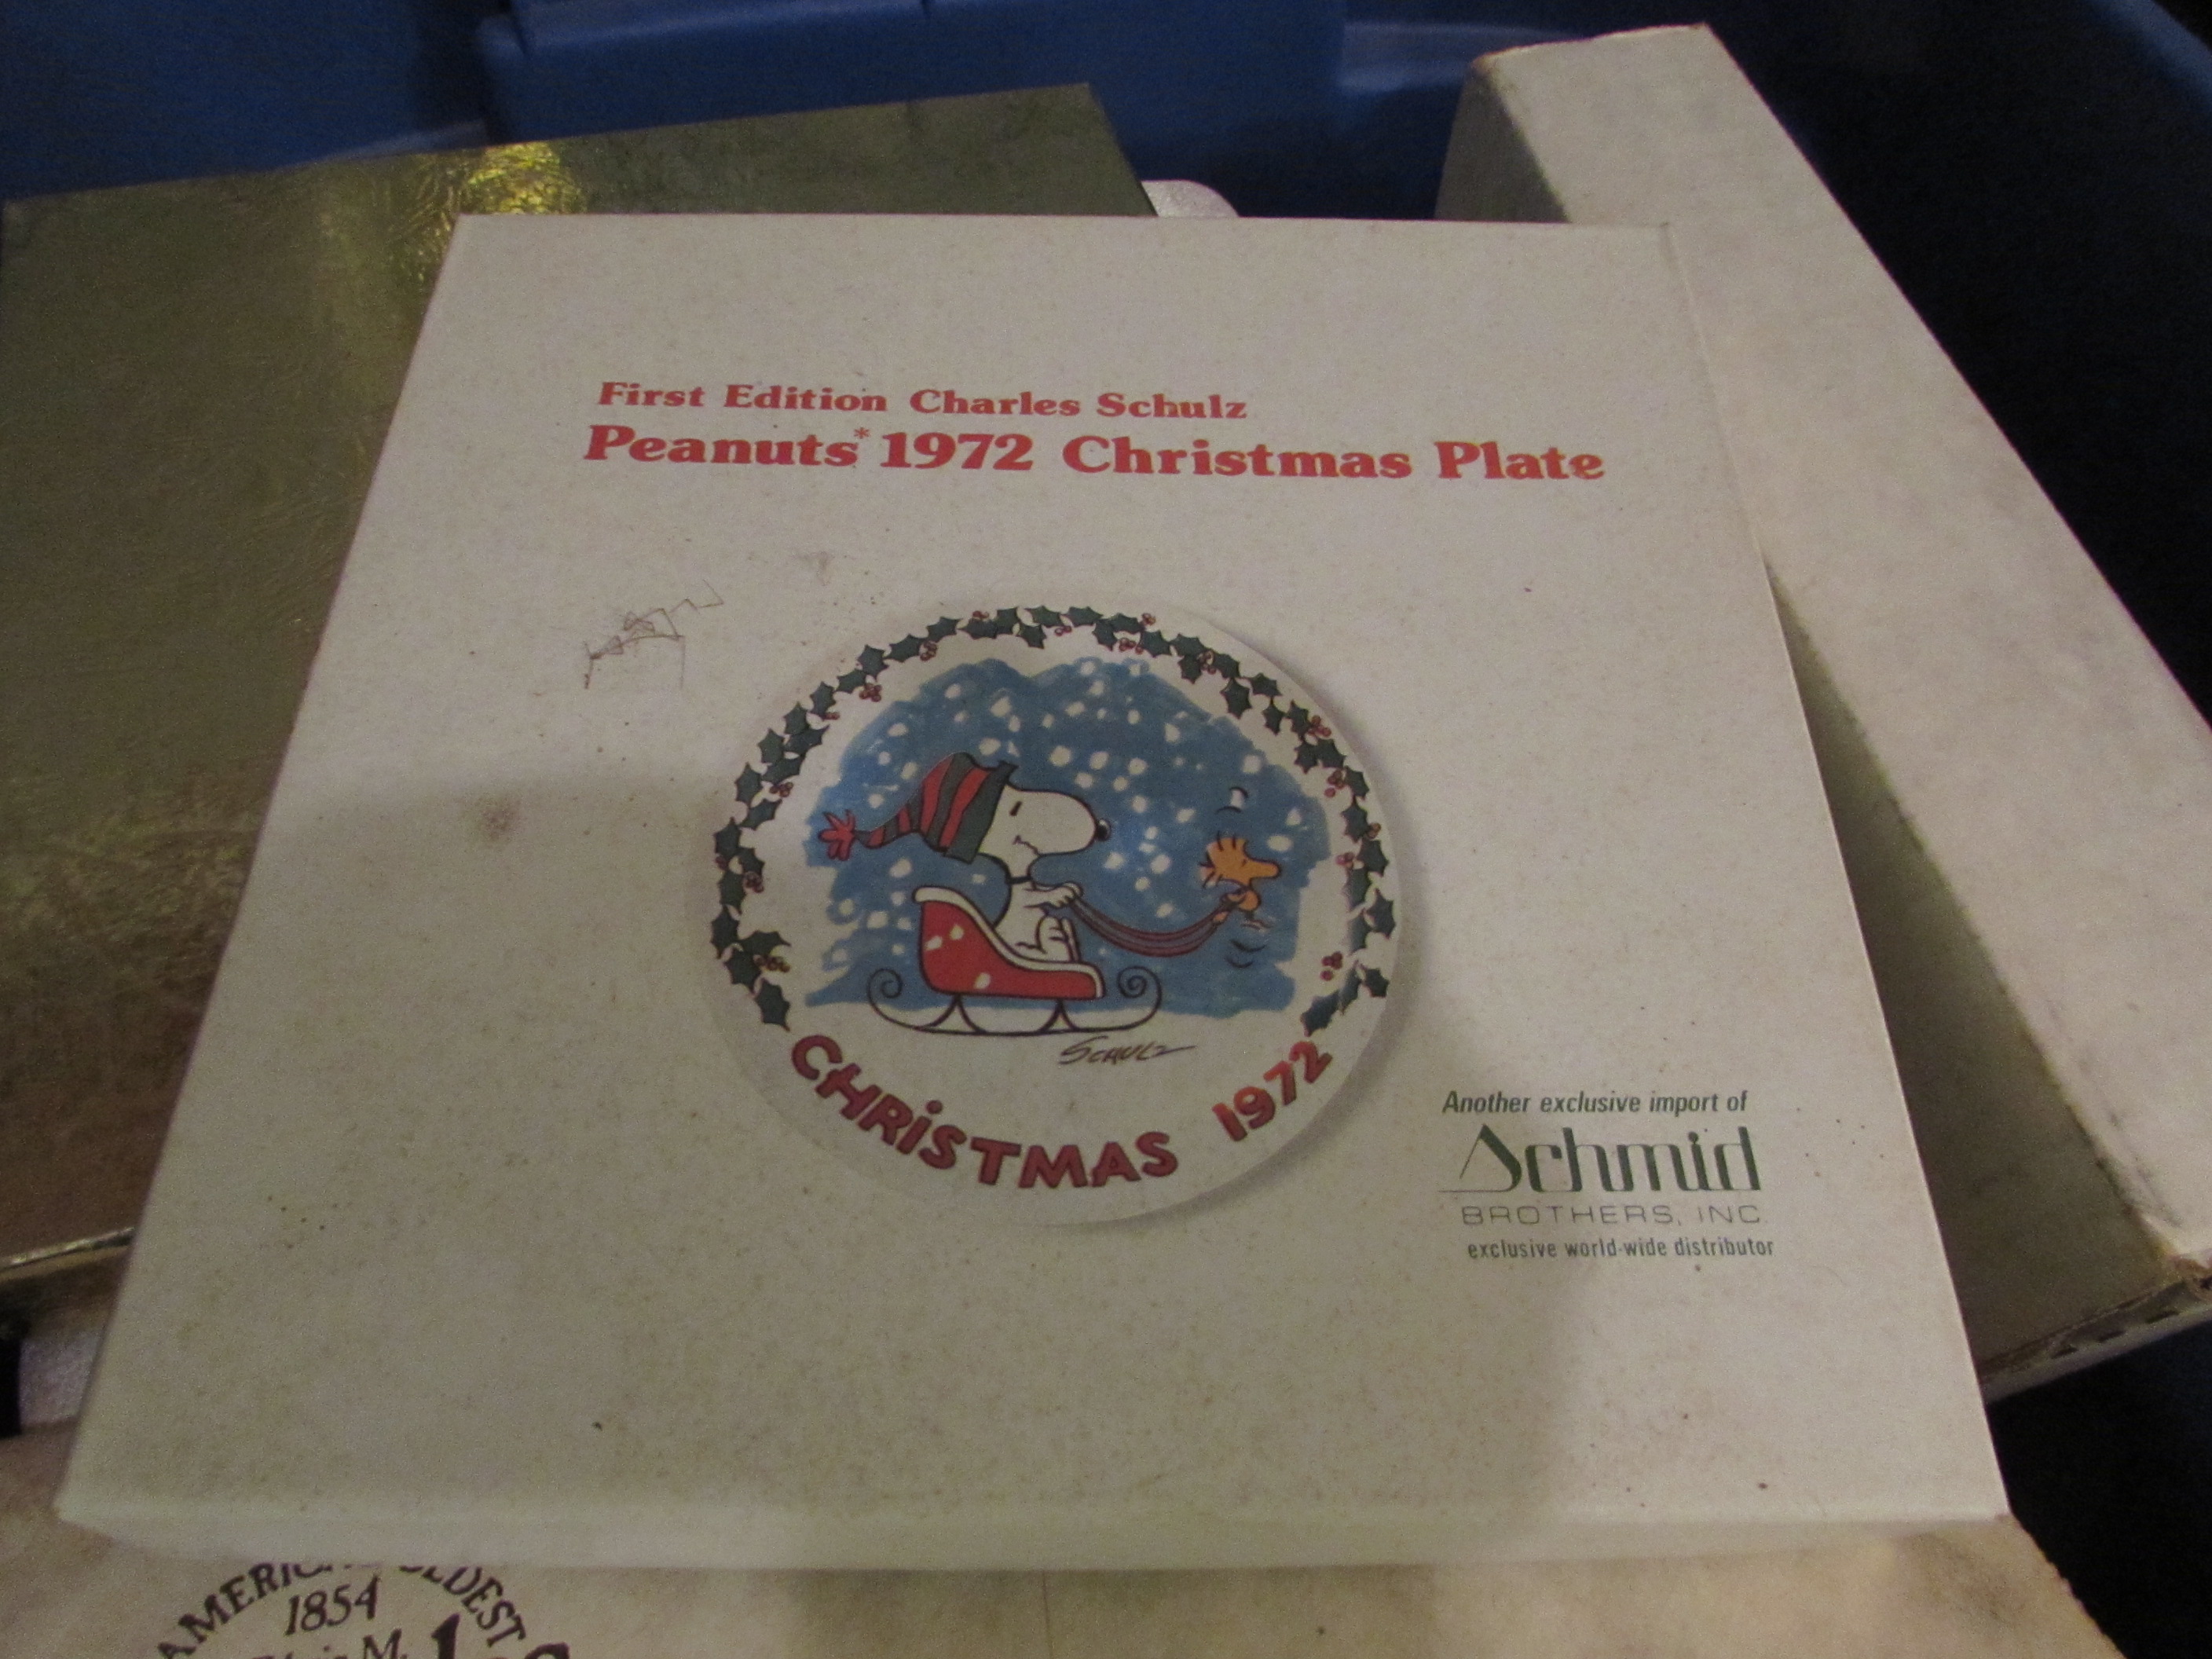 First Edition Charles Schulz
Peanuts* 1972 Christmas Plate
SCHULZ
CHRiSTMAS 1972
Another exclusive import of
Schmid
BROTHERS, INC.
exclusive world-wide distributor
OLDEST
1854
M.